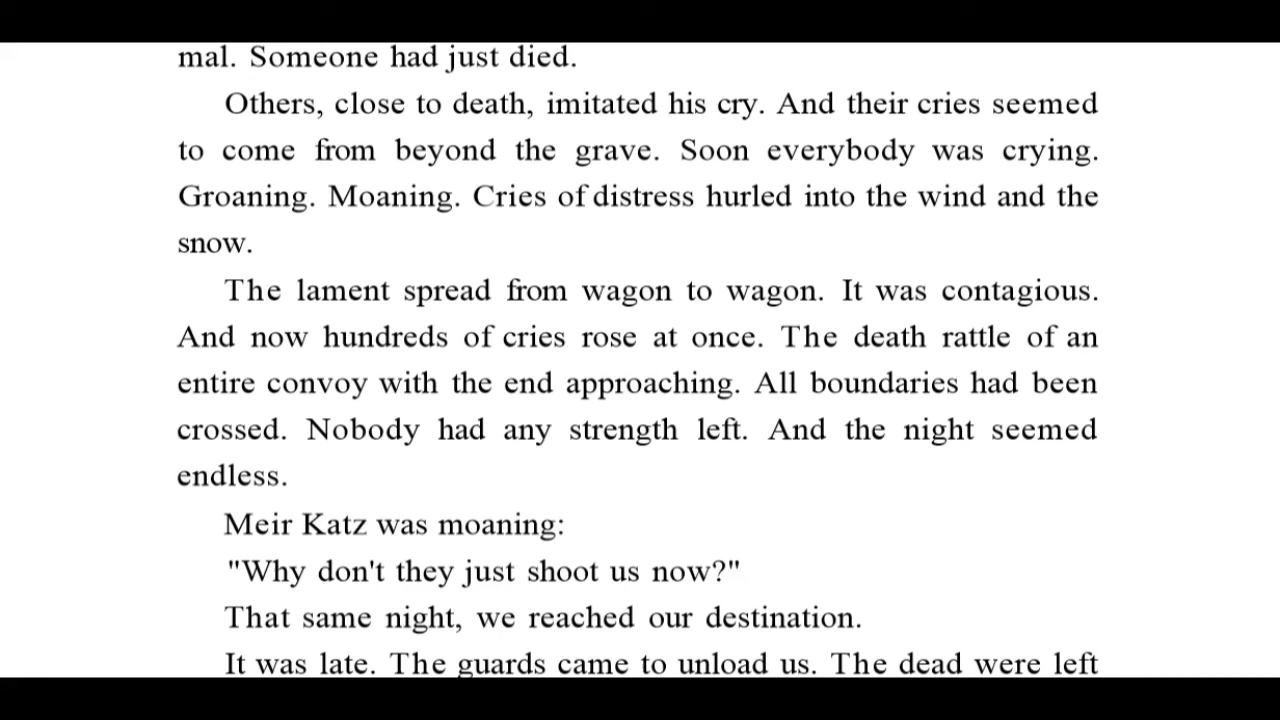 mal. Someone had just died.
Others, close to death, imitated his cry. And their cries seemed
to come from beyond the grave. Soon everybody was crying.
Groaning. Moaning. Cries of distress hurled into the wind and the
snow.
The lament spread from wagon to wagon. It was contagious.
And now hundreds of cries rose at once. The death rattle of an
entire convoy with the end approaching. All boundaries had been
crossed. Nobody had any strength left. And the night seemed
endless.
Meir Katz was moaning:
"Why don't they just shoot us now?"
That same night, we reached our destination.
It was late. The guards came to unload us. The dead were left